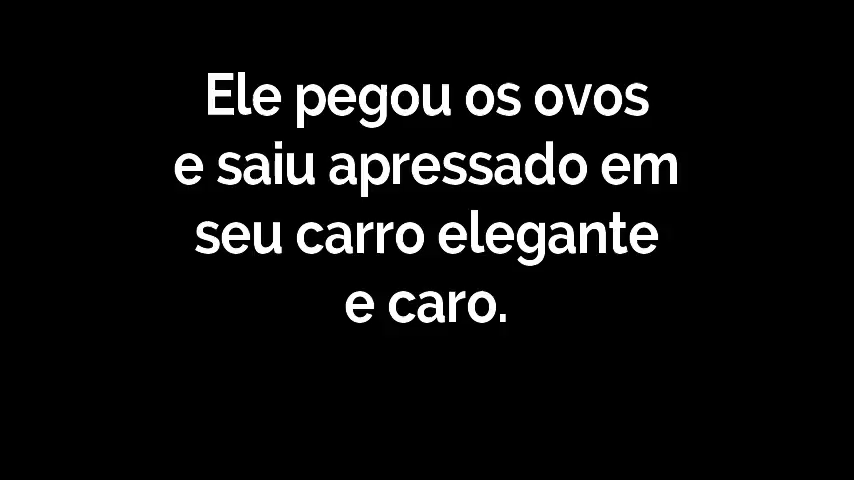 Ele pegou os ovos
e saiu apressado em
seu carro elegante
e caro.